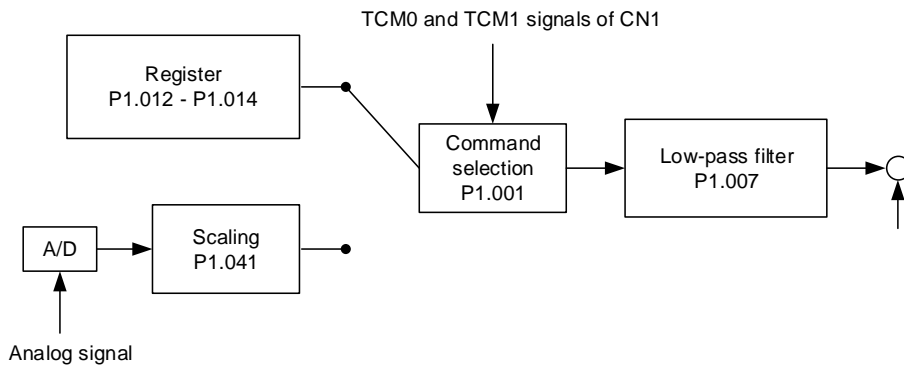 TCM0 and TCM1 signals of CN1
Register
P1.012 - P1.014
Command
selection
P1.001
Low-pass filter
P1.007
A/D
Scaling
P1.041
Analog signal